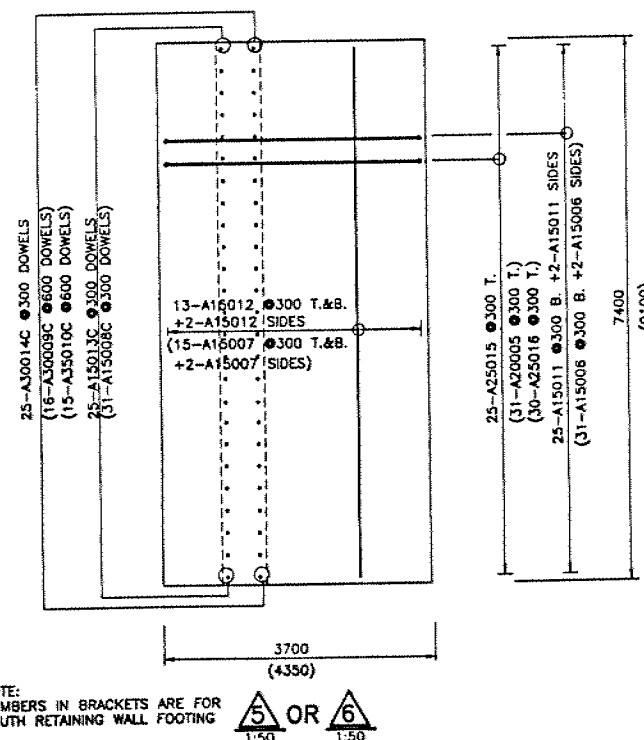 25-A30014C @300 DOWELS
(16-A30009C @600 DOWELS)
(15-A35010C @600 DOWELS)
25-A15013C @300 DOWELS
(31-A15008C @300 DOWELS)
13-A15012 @300 T.&B.
+2-A15012 SIDES
(15-A15007 @300 T.&B.
+2-A15007 SIDES)
25-A25015 @300 T.
(31-A20005 @300 T.)
(30-A25016 @300 T.)
25-A15011 @300 B. +2-A15011 SIDES
(31-A15006 @300 B. +2-A15006 SIDES)
7400
3700
(4350)
TE:
MBERS IN BRACKETS ARE FOR
UTH RETAINING WALL FOOTING
5 OR 6
1:50 1:50